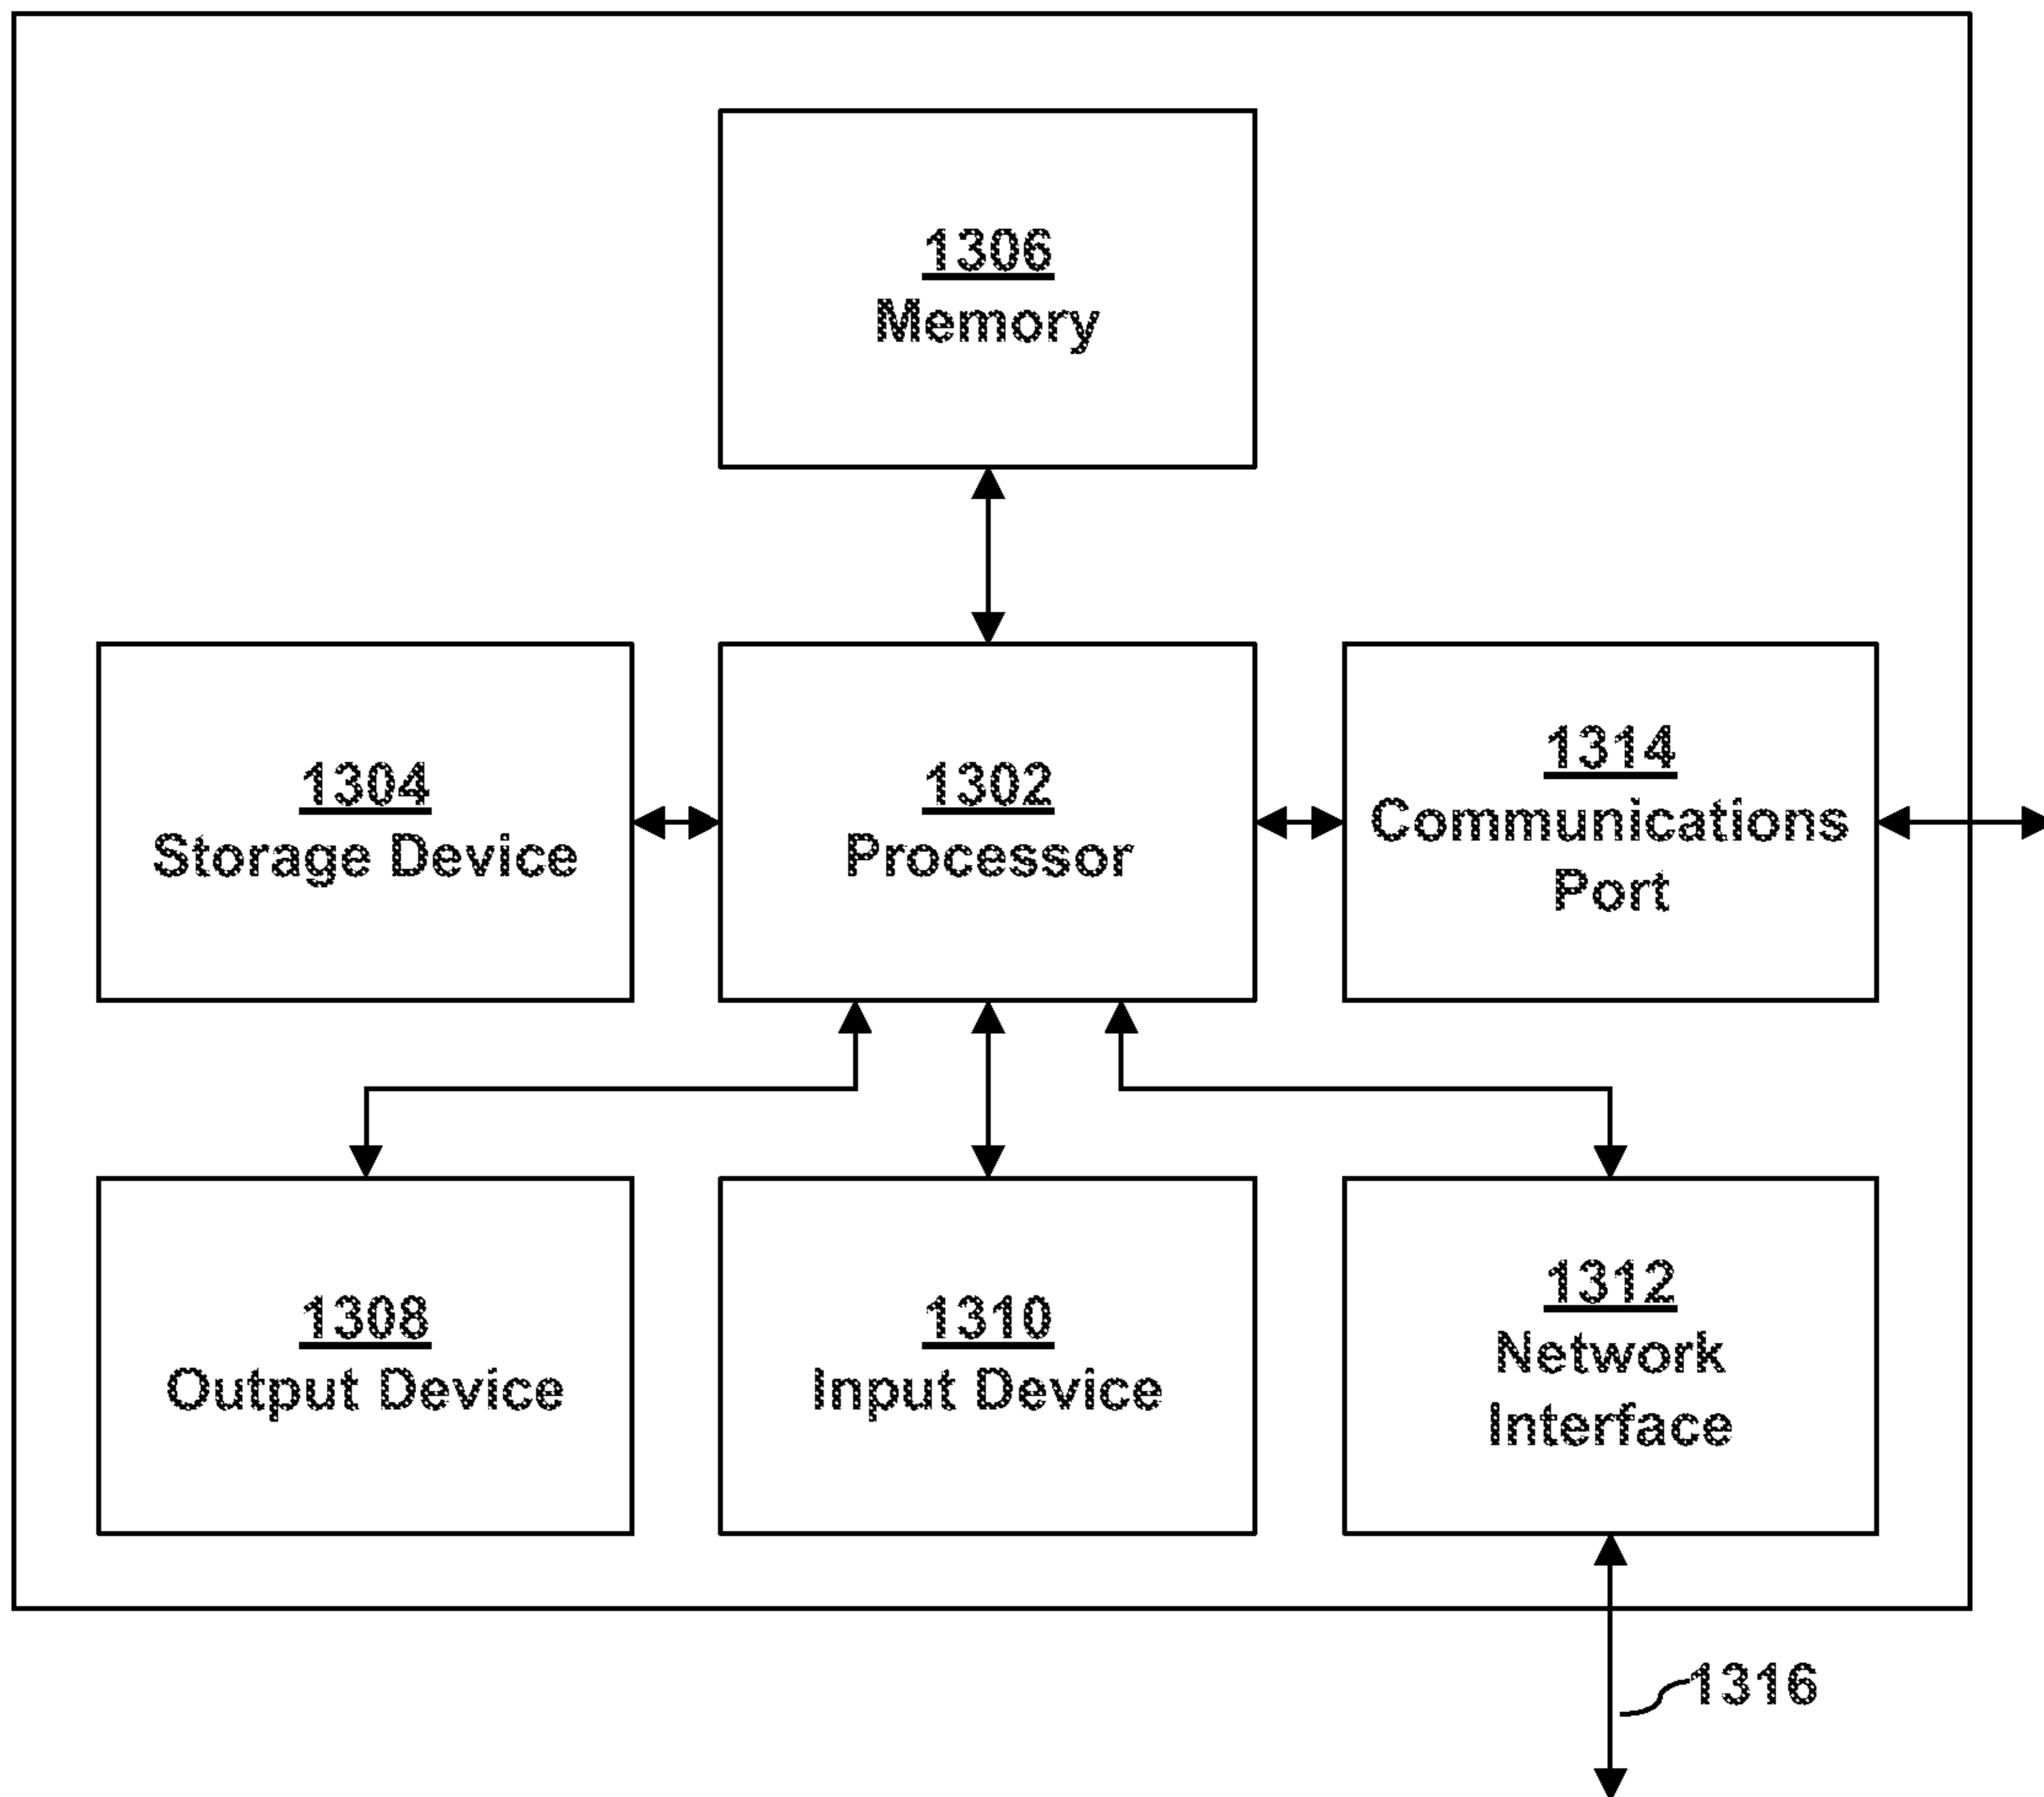 1306
Memory
1304
Storage Device
1302
Processor
1314
Communications
Port
1308
Output Device
1310
Input Device
1312
Network
Interface
1316